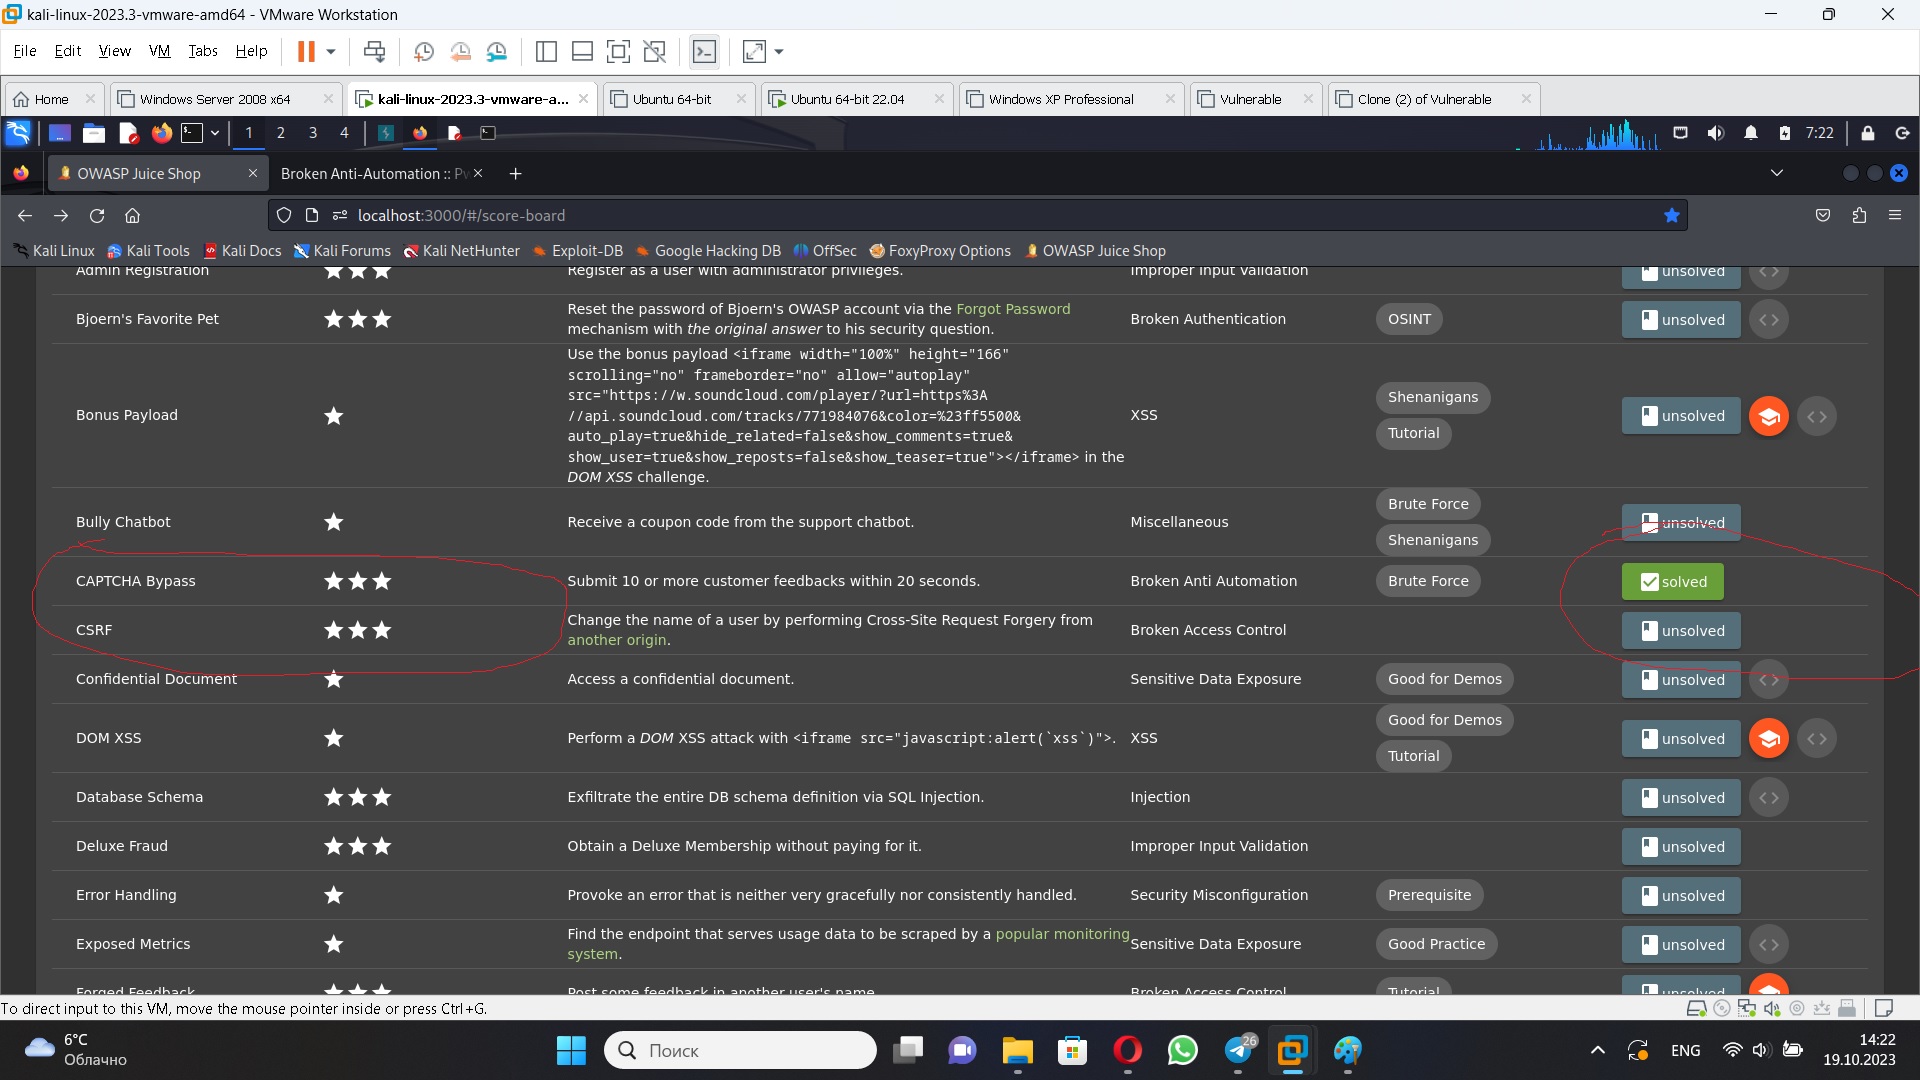 kali-linux-2023.3-vmware-amd64 - VMware Workstation
File Edit View VM Tabs Help
Home Windows Server 2008 x64 kali-linux-2023.3-vmware-a... Ubuntu 64-bit Ubuntu 64-bit 22.04 Windows XP Professional Vulnerable Clone (2) of Vulnerable
1 2 3 4 7:22
OWASP Juice Shop Broken Anti-Automation :: Pw
localhost:3000/#/score-board
Kali Linux Kali Tools Kali Docs Kali Forums Kali NetHunter Exploit-DB Google Hacking DB OffSec FoxyProxy Options OWASP Juice Shop
Admin Registration Register as a user with administrator privileges. Improper Input Validation unsolved
Bjoern's Favorite Pet Reset the password of Bjoern's OWASP account via the Forgot Password
mechanism with the original answer to his security question. Broken Authentication OSINT unsolved
Bonus Payload Use the bonus payload <iframe width="100%" height="166"
scrolling="no" frameborder="no" allow="autoplay"
src="https://w.soundcloud.com/player/?url=https%3A
//api.soundcloud.com/tracks/771984076&color=%23ff5500&
auto_play=true&hide_related=false&show_comments=true&
show_user=true&show_reposts=false&show_teaser=true"></iframe> in the
DOM XSS challenge. XSS Shenanigans
Tutorial unsolved
Bully Chatbot Receive a coupon code from the support chatbot. Miscellaneous Brute Force
Shenanigans unsolved
CAPTCHA Bypass Submit 10 or more customer feedbacks within 20 seconds. Broken Anti Automation Brute Force solved
CSRF Change the name of a user by performing Cross-Site Request Forgery from
another origin. Broken Access Control unsolved
Confidential Document Access a confidential document. Sensitive Data Exposure Good for Demos unsolved
DOM XSS Perform a DOM XSS attack with <iframe src="javascript:alert(`xss`)">. XSS Good for Demos
Tutorial unsolved
Database Schema Exfiltrate the entire DB schema definition via SQL Injection. Injection unsolved
Deluxe Fraud Obtain a Deluxe Membership without paying for it. Improper Input Validation unsolved
Error Handling Provoke an error that is neither very gracefully nor consistently handled. Security Misconfiguration Prerequisite unsolved
Exposed Metrics Find the endpoint that serves usage data to be scraped by a popular monitoring
system. Sensitive Data Exposure Good Practice unsolved
Forged Feedback Post some feedback in another user's name. Broken Access Control Tutorial unsolved
To direct input to this VM, move the mouse pointer inside or press Ctrl+G.
6°C
Облачно
Поиск
26
ENG
14:22
19.10.2023